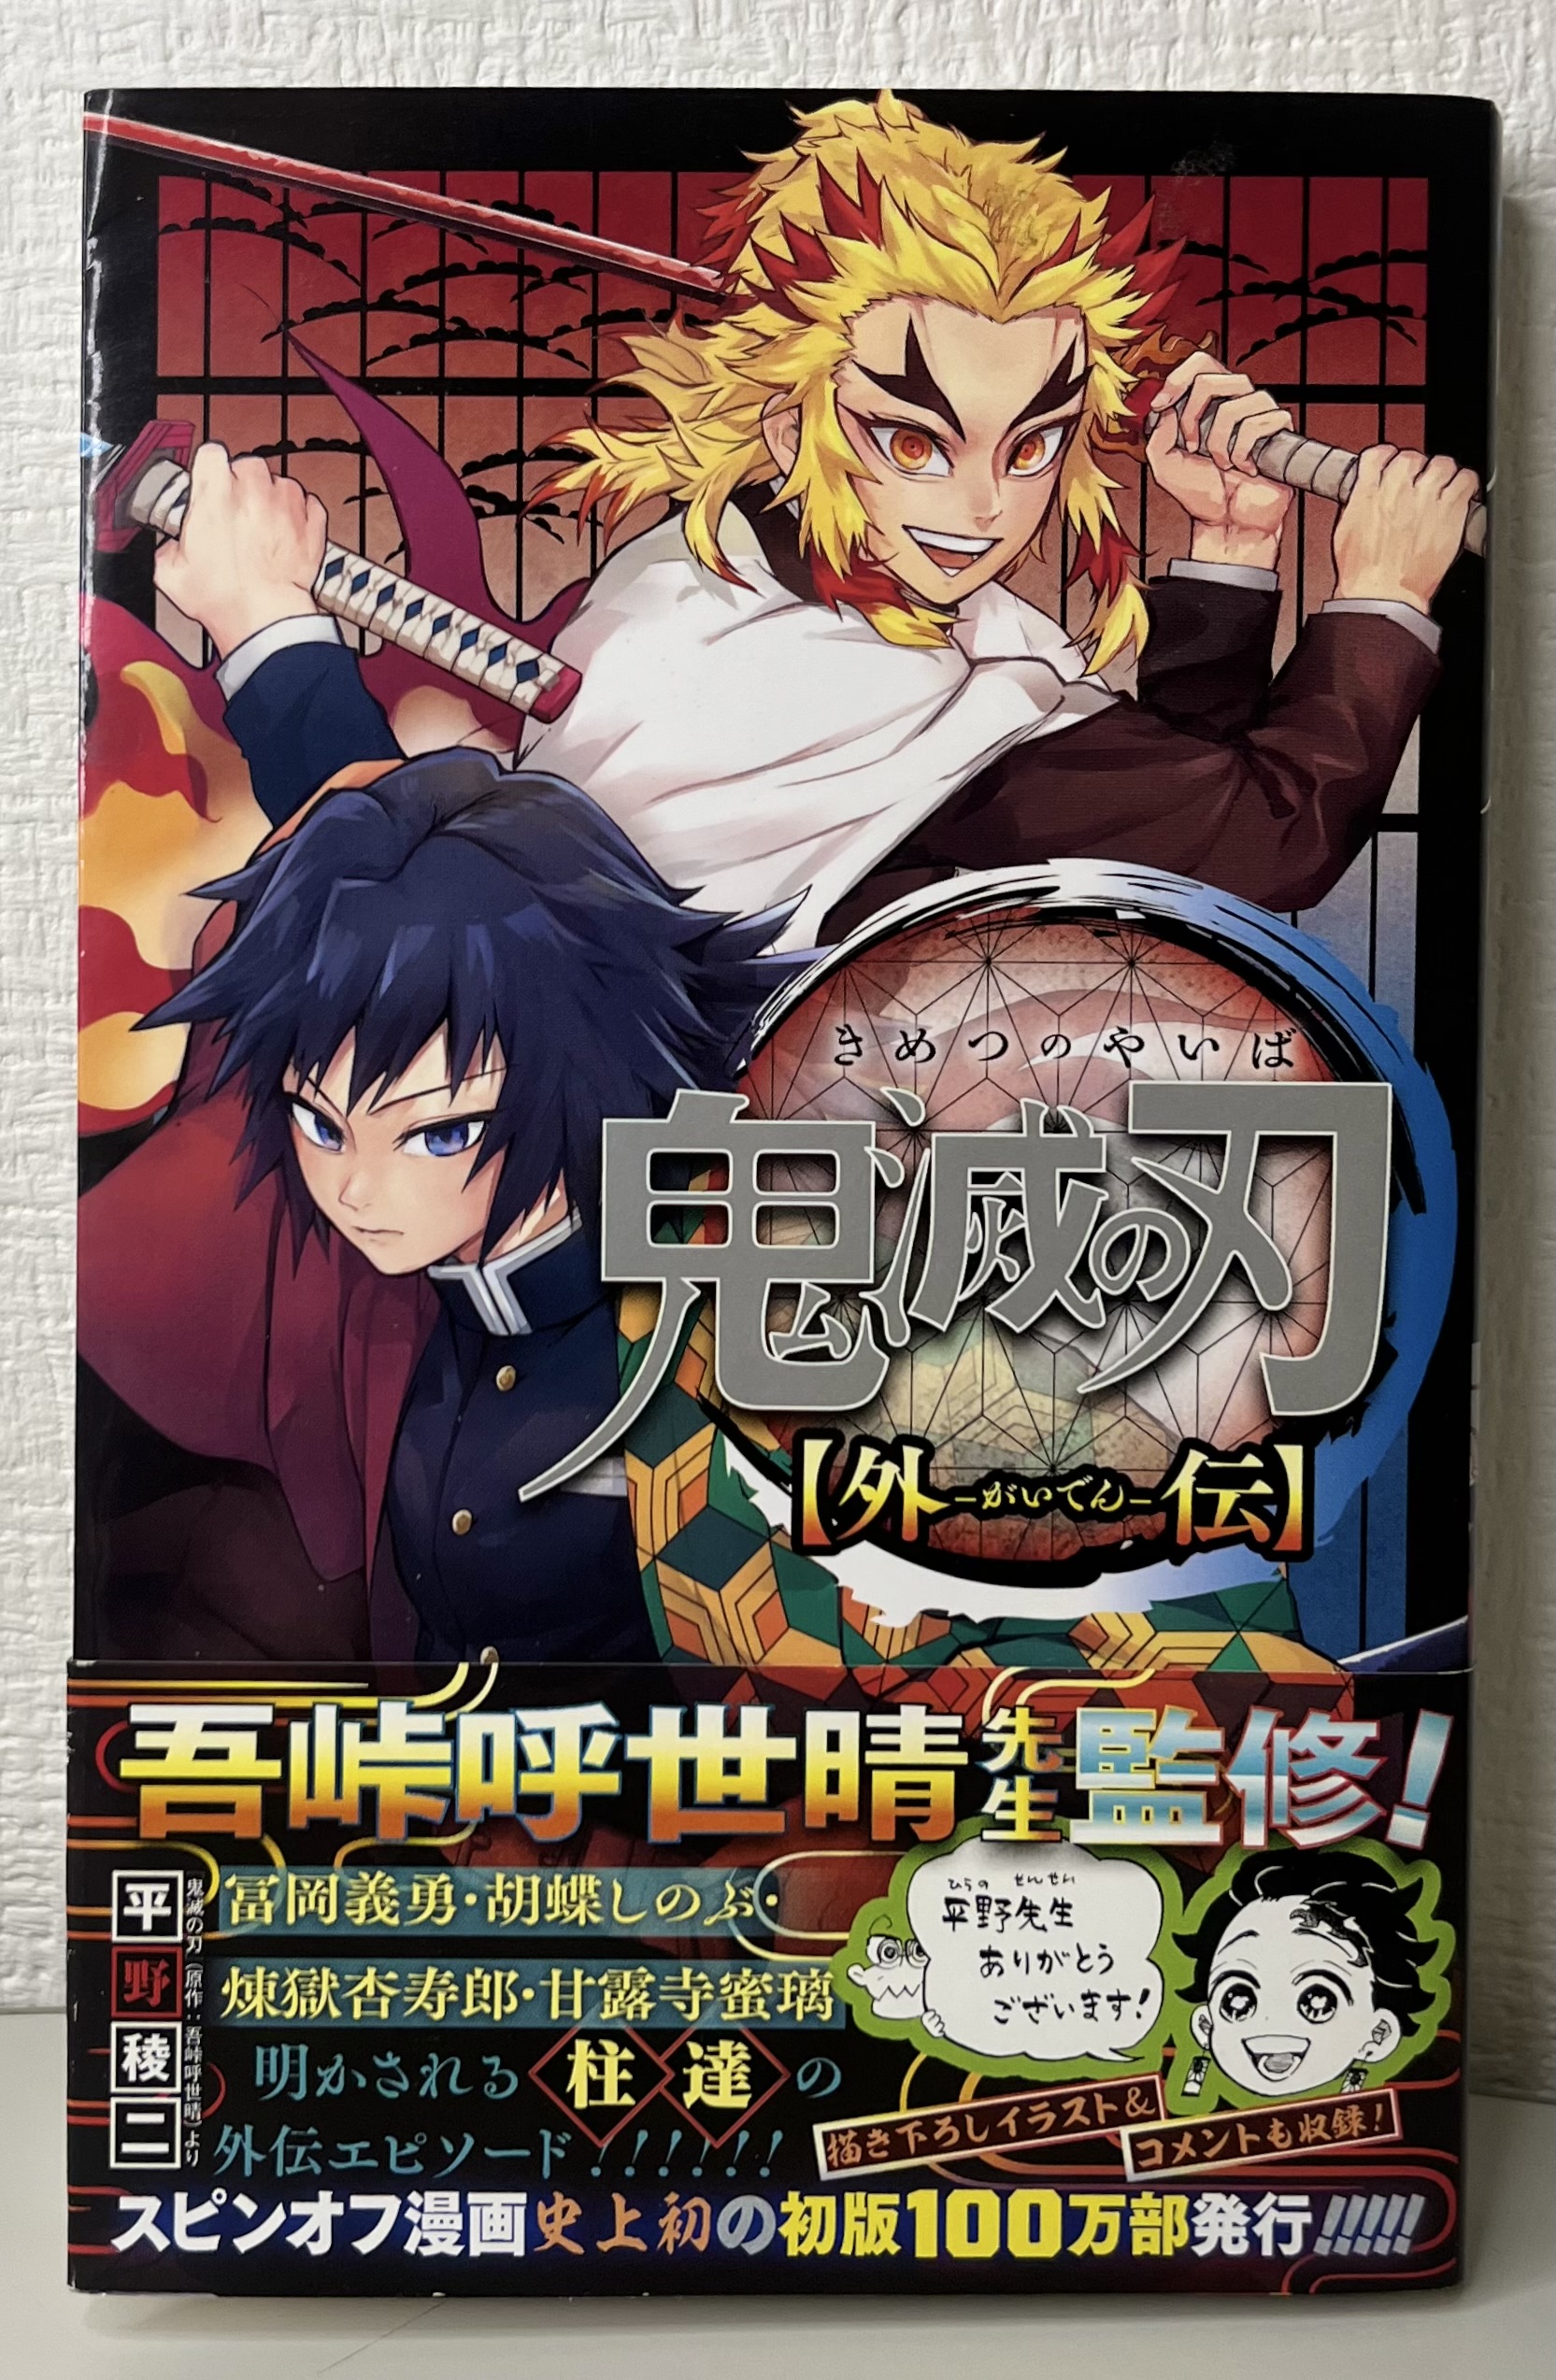 きめつのやいば
鬼滅の刃
【外-がいでん-伝】
吾峠呼世晴先生監修!
平野稜二
『鬼滅の刃』(原作:吾峠呼世晴)より
冨岡義勇・胡蝶しのぶ・
煉獄杏寿郎・甘露寺蜜璃
明かされる柱達の
外伝エピソード!!!!!!
ひらの せんせい
平野先生
ありがとう
ございます!
描き下ろしイラスト&
コメントも収録!
スピンオフ漫画史上初の初版100万部発行!!!!!